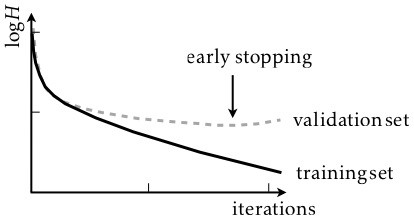 log H
early stopping
validation set
training set
iterations